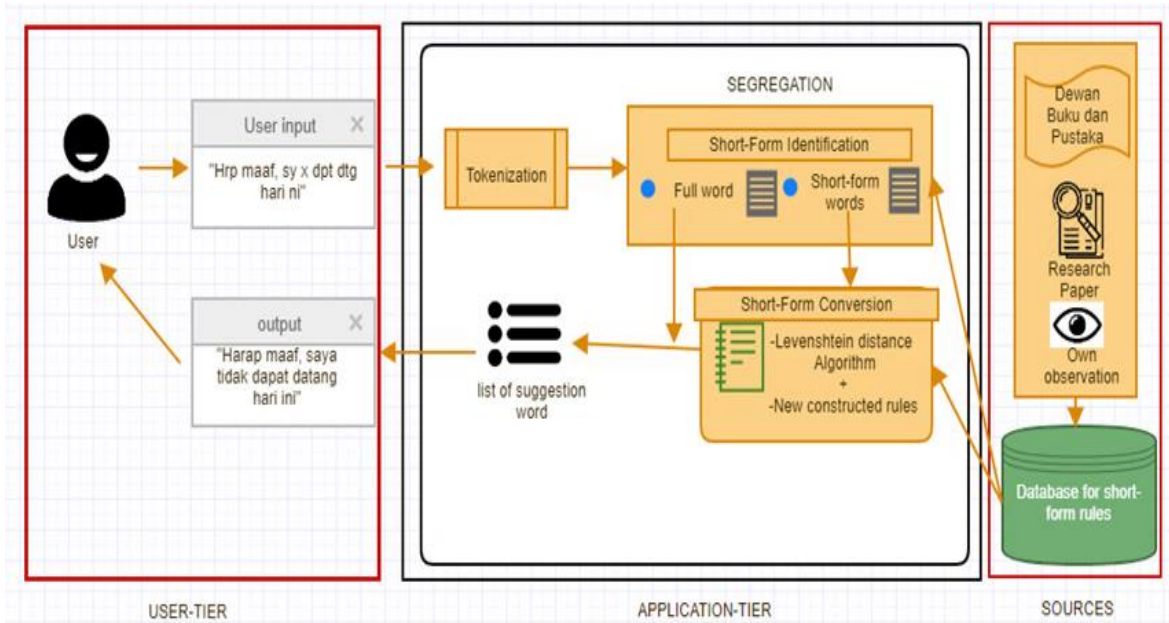 User input
"Hrp maaf, sy x dpt dtg
hari ni"
User
output
"Harap maaf, saya
tidak dapat datang
hari ini"
USER-TIER
Tokenization
SEGREGATION
Short-Form Identification
Full word
Short-form
words
Short-Form Conversion
-Levenshtein distance
Algorithm
+
-New constructed rules
list of suggestion
word
APPLICATION-TIER
Dewan
Buku dan
Pustaka
Research
Paper
Own
observation
Database for short-
form rules
SOURCES